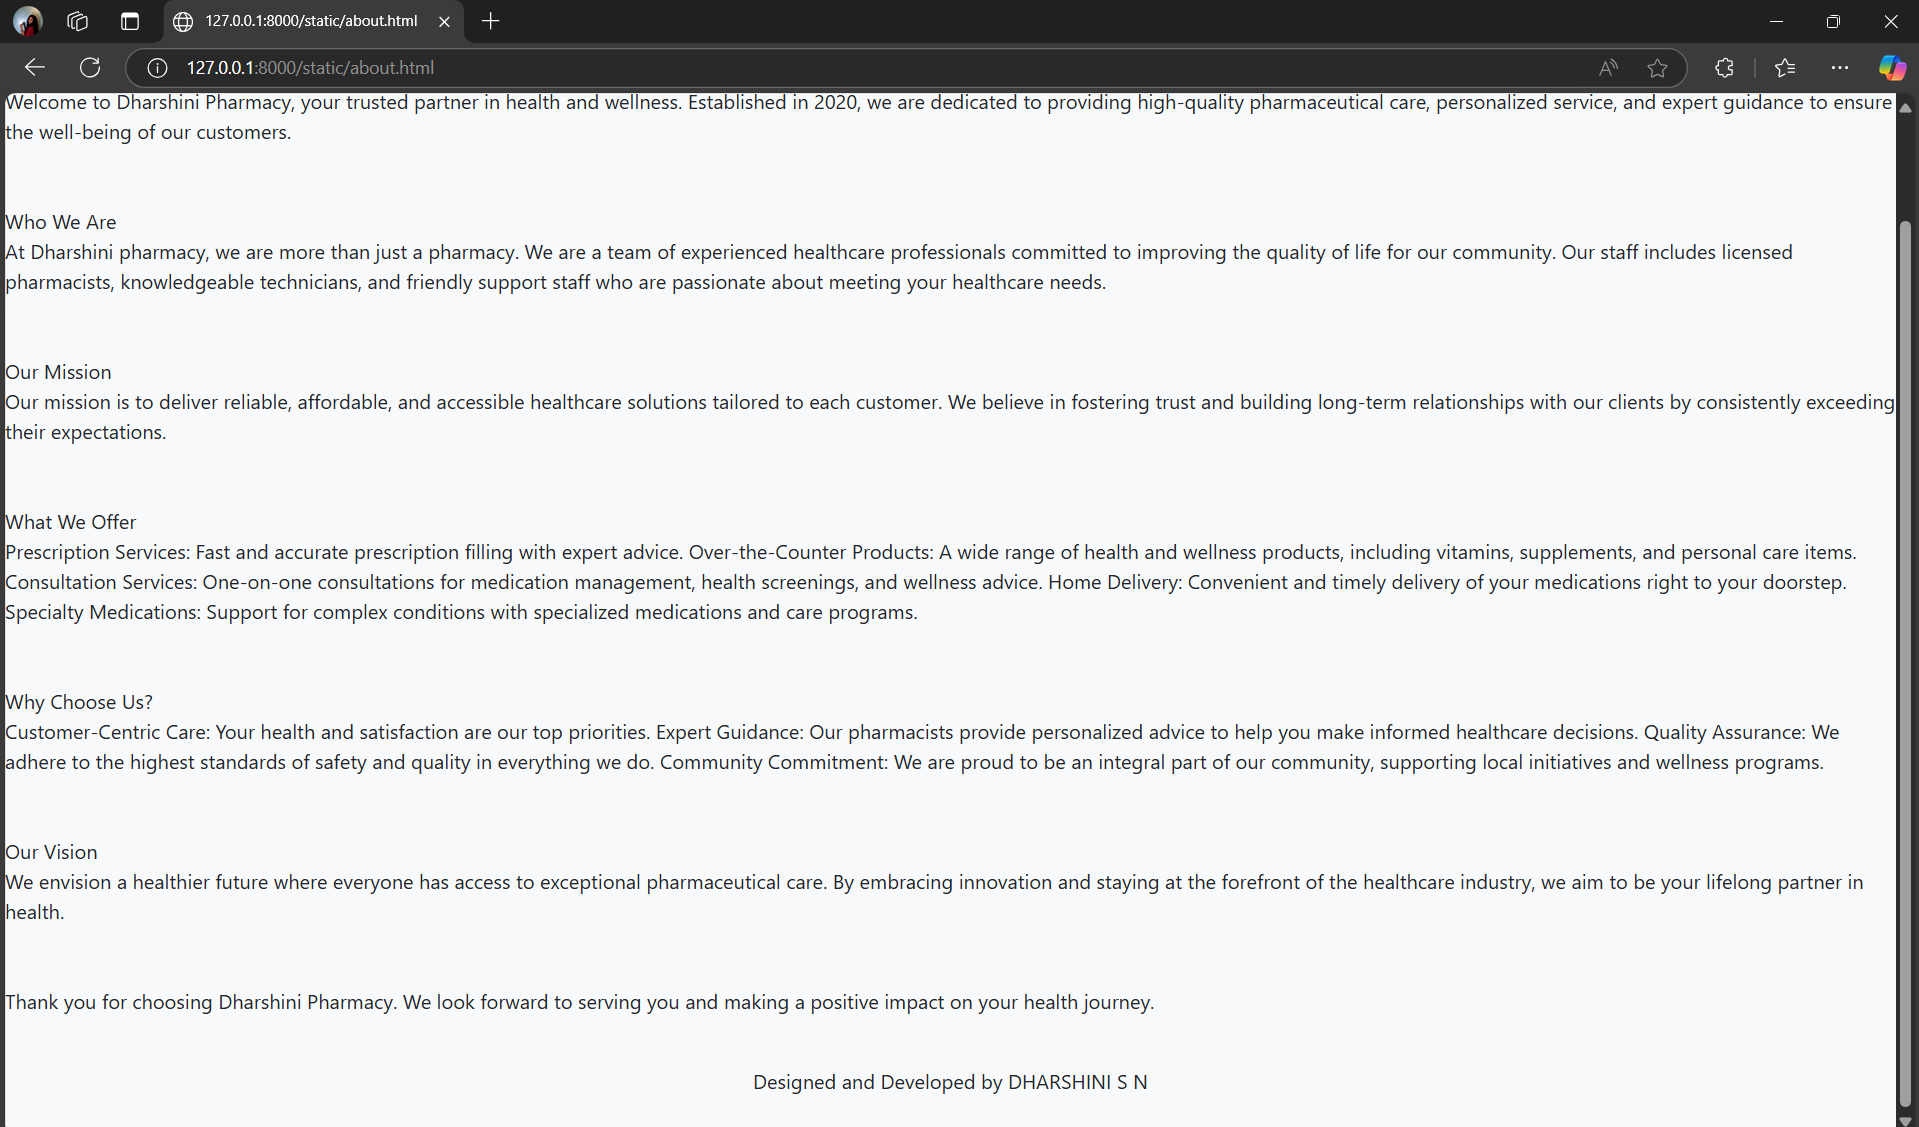 127.0.0.1:8000/static/about.html
127.0.0.1:8000/static/about.html
Welcome to Dharshini Pharmacy, your trusted partner in health and wellness. Established in 2020, we are dedicated to providing high-quality pharmaceutical care, personalized service, and expert guidance to ensure
the well-being of our customers.
Who We Are
At Dharshini pharmacy, we are more than just a pharmacy. We are a team of experienced healthcare professionals committed to improving the quality of life for our community. Our staff includes licensed
pharmacists, knowledgeable technicians, and friendly support staff who are passionate about meeting your healthcare needs.
Our Mission
Our mission is to deliver reliable, affordable, and accessible healthcare solutions tailored to each customer. We believe in fostering trust and building long-term relationships with our clients by consistently exceeding
their expectations.
What We Offer
Prescription Services: Fast and accurate prescription filling with expert advice. Over-the-Counter Products: A wide range of health and wellness products, including vitamins, supplements, and personal care items.
Consultation Services: One-on-one consultations for medication management, health screenings, and wellness advice. Home Delivery: Convenient and timely delivery of your medications right to your doorstep.
Specialty Medications: Support for complex conditions with specialized medications and care programs.
Why Choose Us?
Customer-Centric Care: Your health and satisfaction are our top priorities. Expert Guidance: Our pharmacists provide personalized advice to help you make informed healthcare decisions. Quality Assurance: We
adhere to the highest standards of safety and quality in everything we do. Community Commitment: We are proud to be an integral part of our community, supporting local initiatives and wellness programs.
Our Vision
We envision a healthier future where everyone has access to exceptional pharmaceutical care. By embracing innovation and staying at the forefront of the healthcare industry, we aim to be your lifelong partner in
health.
Thank you for choosing Dharshini Pharmacy. We look forward to serving you and making a positive impact on your health journey.
Designed and Developed by DHARSHINI S N